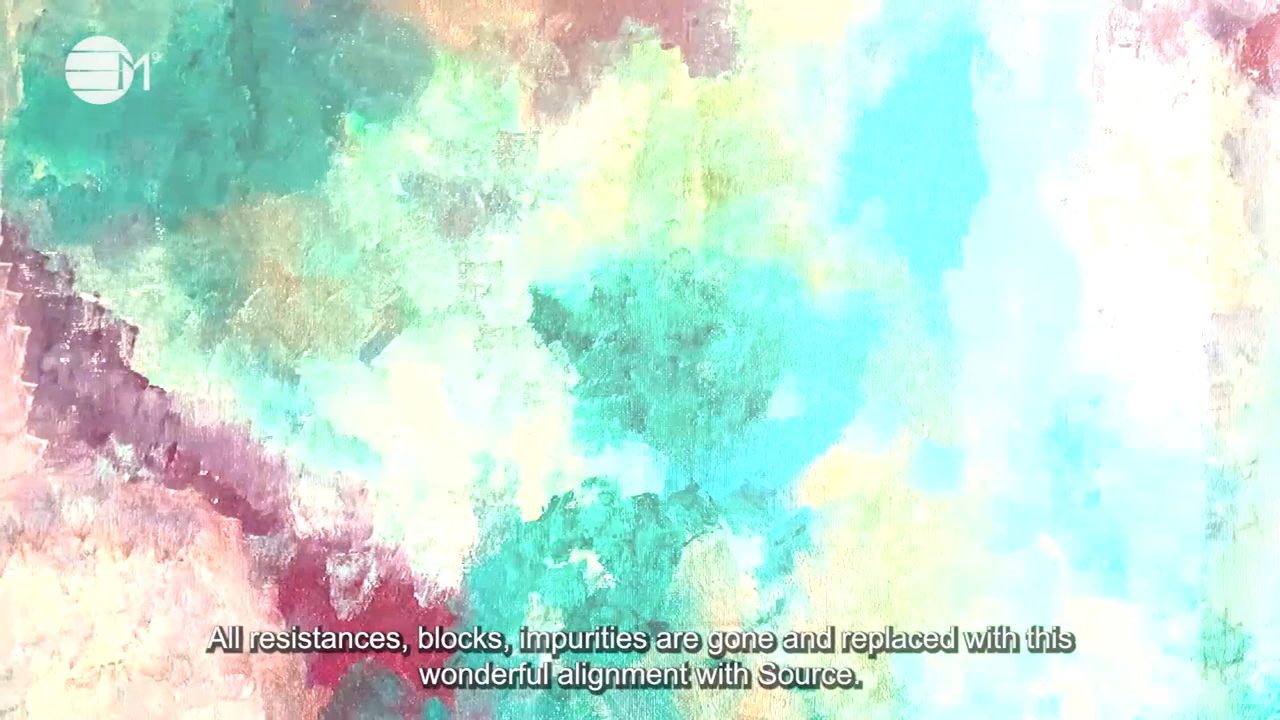 M°
All resistances, blocks, impurities are gone and replaced with this
wonderful alignment with Source.